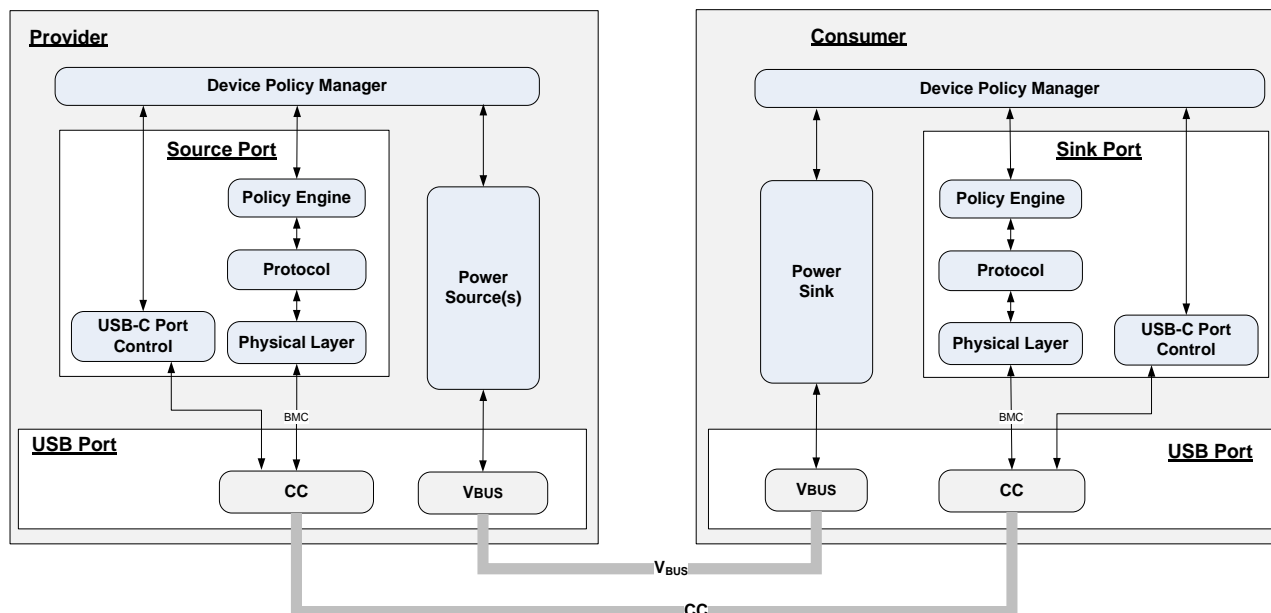 Provider
Device Policy Manager
Source Port
Policy Engine
Protocol
Physical Layer
USB-C Port
Control
Power
Source(s)
BMC
USB Port
CC
VBUS
Consumer
Device Policy Manager
Sink Port
Policy Engine
Protocol
Physical Layer
USB-C Port
Control
Power
Sink
BMC
USB Port
VBUS
CC
VBUS
CC